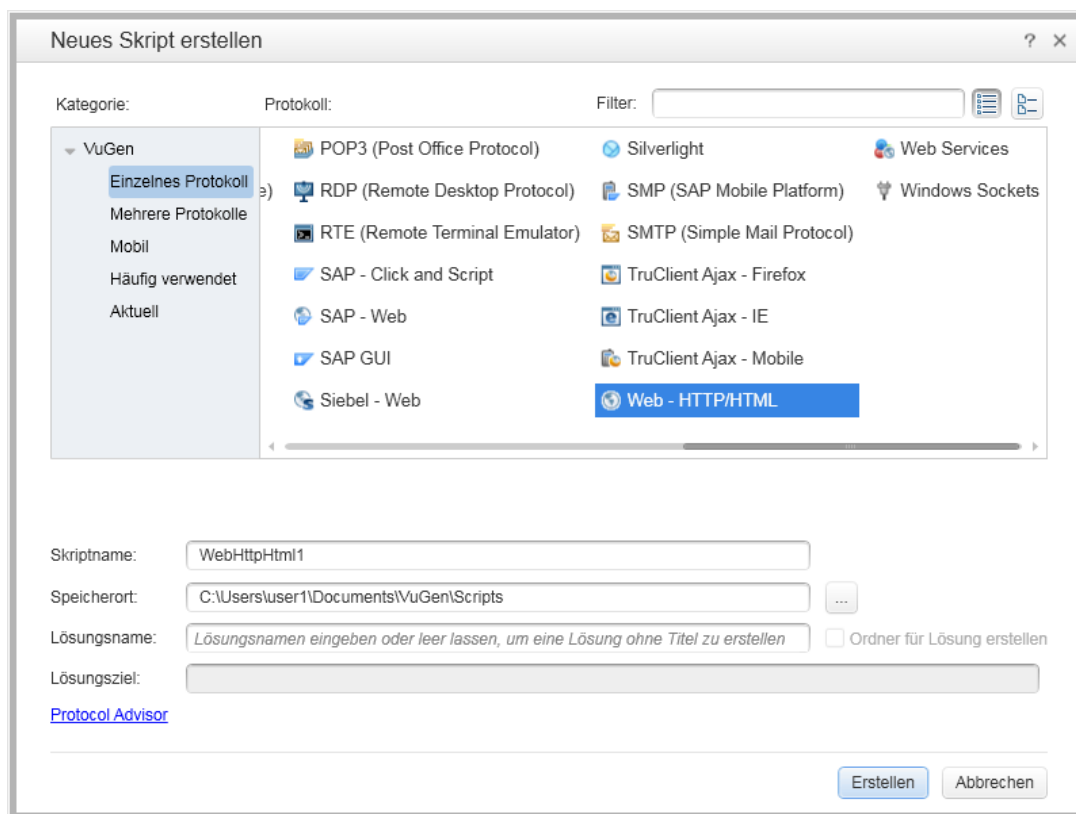 Neues Skript erstellen ? ×
Kategorie: Protokoll: Filter:
VuGen
Einzelnes Protokoll
Mehrere Protokolle
Mobil
Häufig verwendet
Aktuell
e)
POP3 (Post Office Protocol)
RDP (Remote Desktop Protocol)
RTE (Remote Terminal Emulator)
SAP - Click and Script
SAP - Web
SAP GUI
Siebel - Web
Silverlight
SMP (SAP Mobile Platform)
SMTP (Simple Mail Protocol)
TruClient Ajax - Firefox
TruClient Ajax - IE
TruClient Ajax - Mobile
Web - HTTP/HTML
Web Services
Windows Sockets
Skriptname: WebHttpHtml1
Speicherort: C:\Users\user1\Documents\VuGen\Scripts ...
Lösungsname: Lösungsnamen eingeben oder leer lassen, um eine Lösung ohne Titel zu erstellen Ordner für Lösung erstellen
Lösungsziel:
Protocol Advisor
Erstellen Abbrechen